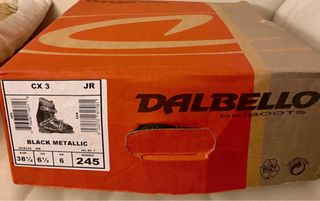 CX 3 JR
DALBELLO
SKI BOOTS
BLACK METALLIC
38½ 6½ 6 245